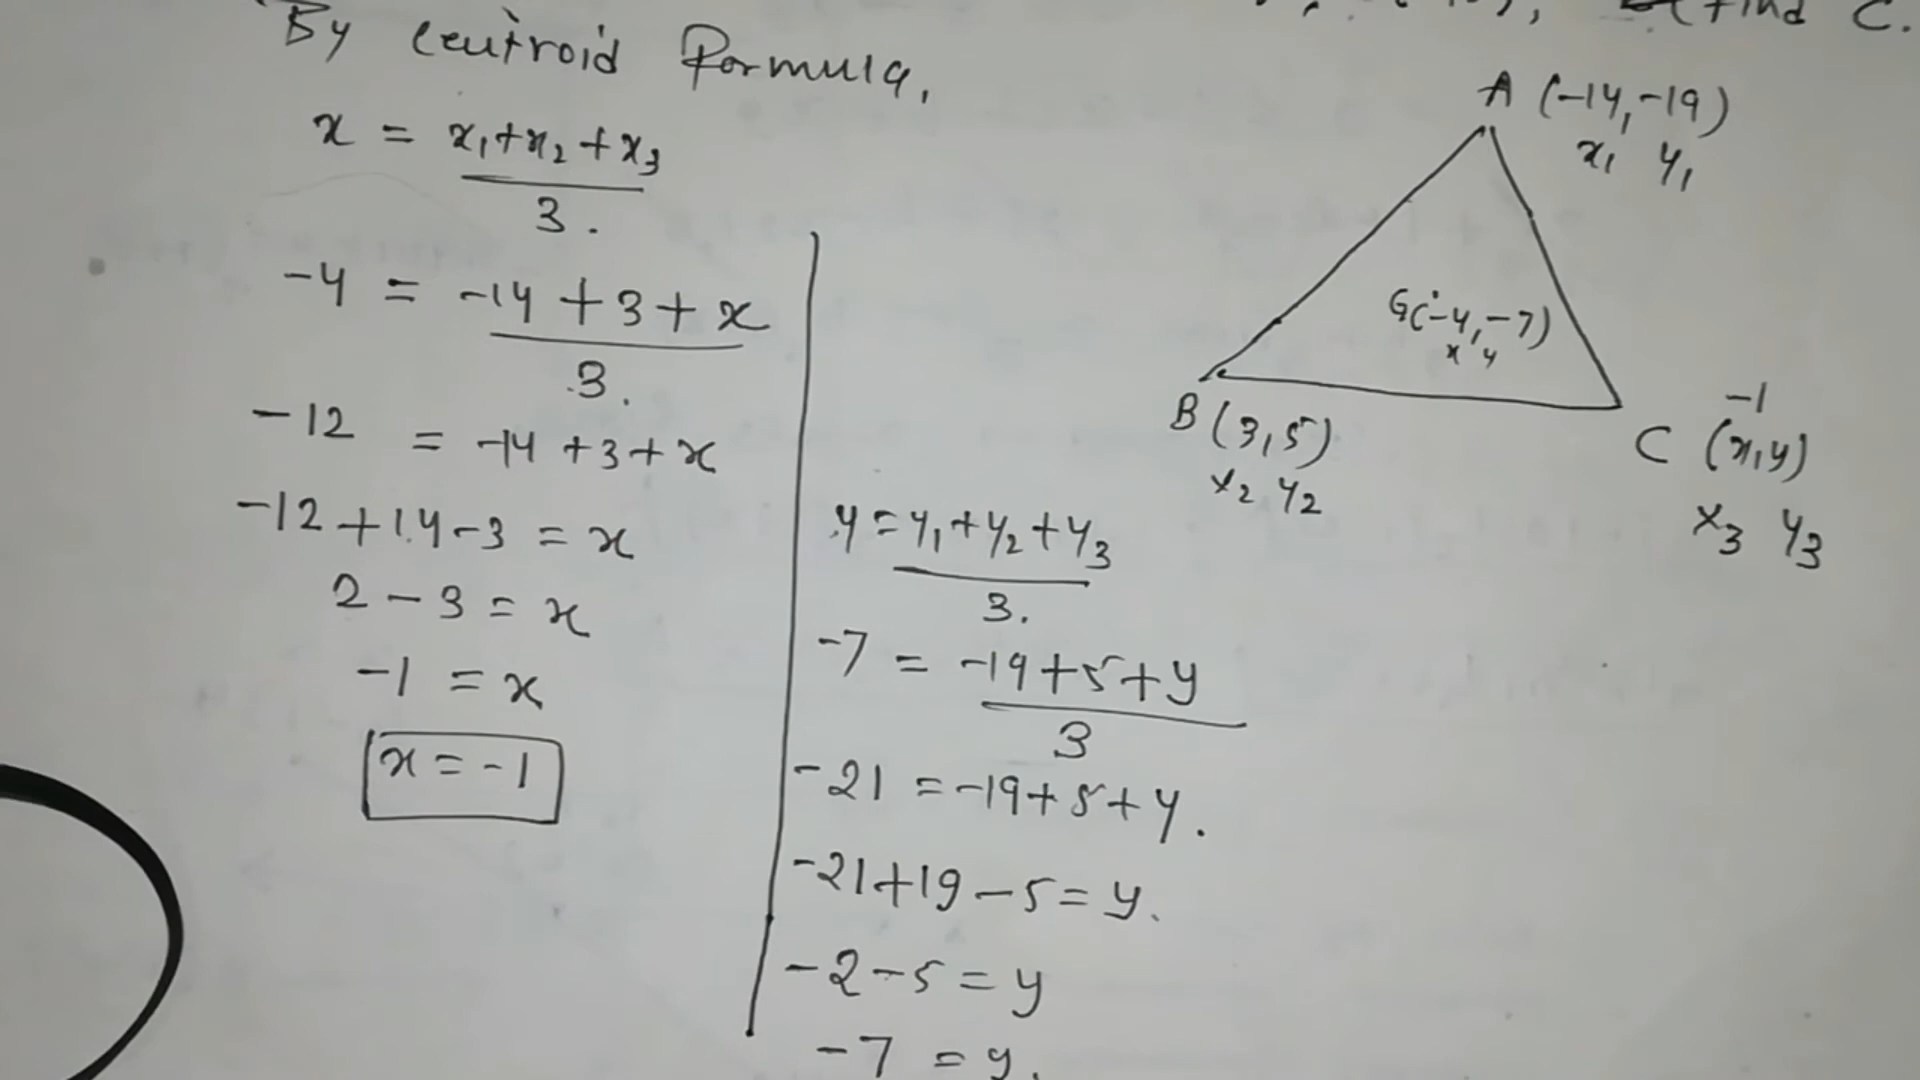 find C.
By Centroid Formula,
x = x₁+x₂+x₃
3.
-4 = -14+3+x
3.
-12 = -14+3+x
-12+14-3 = x
2-3 = x
-1 = x
x = -1
y = y₁+y₂+y₃
3.
-7 = -19+5+y
3
-21 = -19+5+y.
-21+19-5 = y.
-2-5 = y
-7 = y.
A (-14,-19)
x₁ y₁
G(-4,-7)
x y
B (3,5)
x₂ y₂
-1
C (x,y)
x₃ y₃